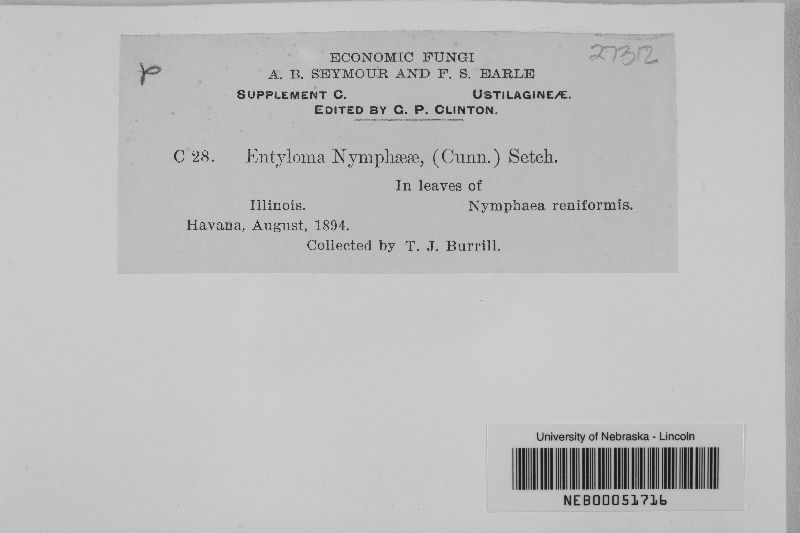 ECONOMIC FUNGI
A. B. SEYMOUR AND F. S. EARLE
SUPPLEMENT C. USTILAGINEÆ.
EDITED BY G. P. CLINTON.
C 28. Entyloma Nymphææ, (Cunn.) Setch.
In leaves of
Illinois. Nymphaea reniformis.
Havana, August, 1894.
Collected by T. J. Burrill.
University of Nebraska - Lincoln
NEB00051716